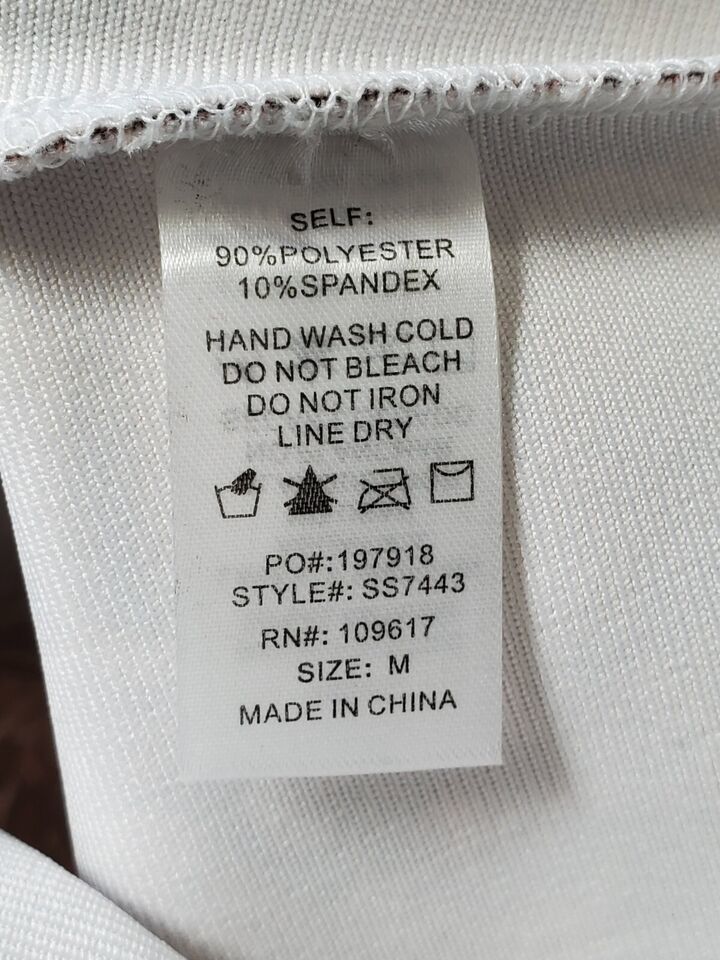 SELF:
90%POLYESTER
10%SPANDEX
HAND WASH COLD
DO NOT BLEACH
DO NOT IRON
LINE DRY
PO#:197918
STYLE#: SS7443
RN#: 109617
SIZE: M
MADE IN CHINA